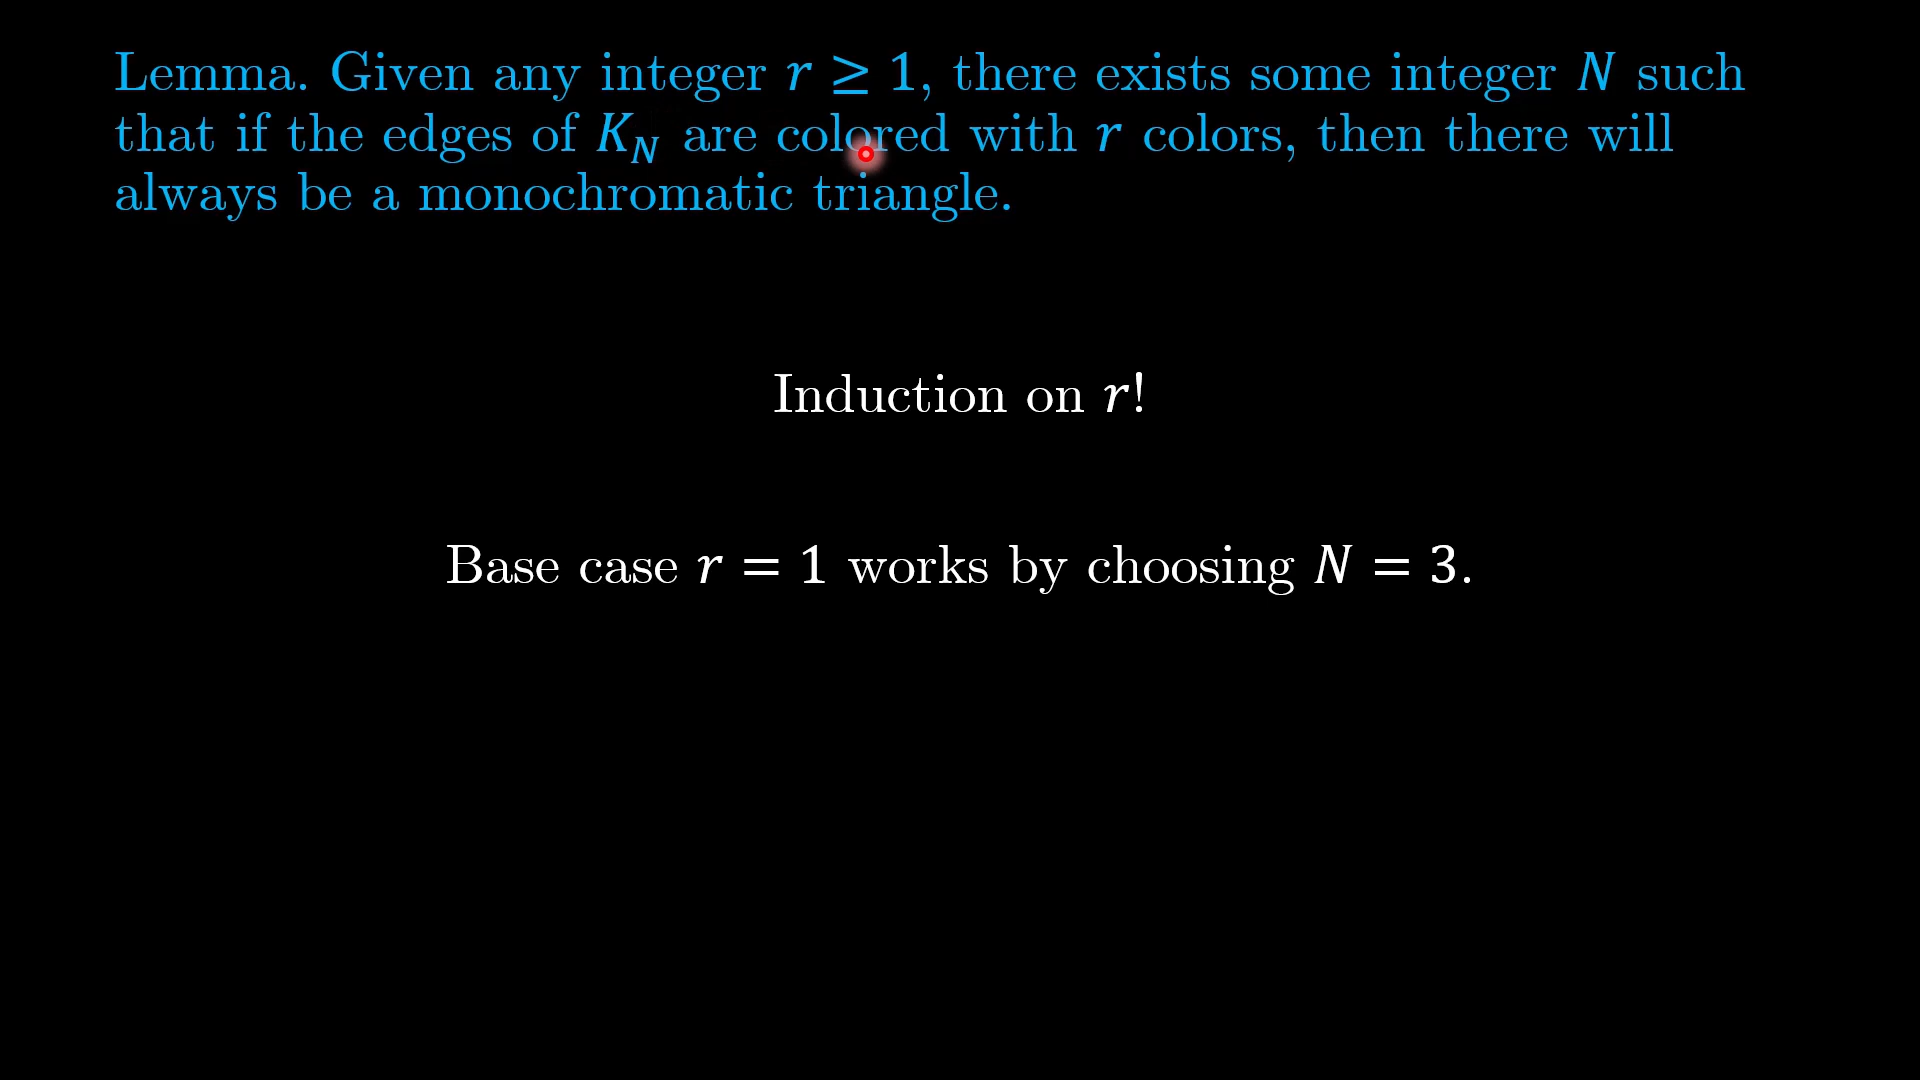 Lemma. Given any integer r ≥ 1, there exists some integer N such
that if the edges of K_N are colored with r colors, then there will
always be a monochromatic triangle.
Induction on r!
Base case r = 1 works by choosing N = 3.